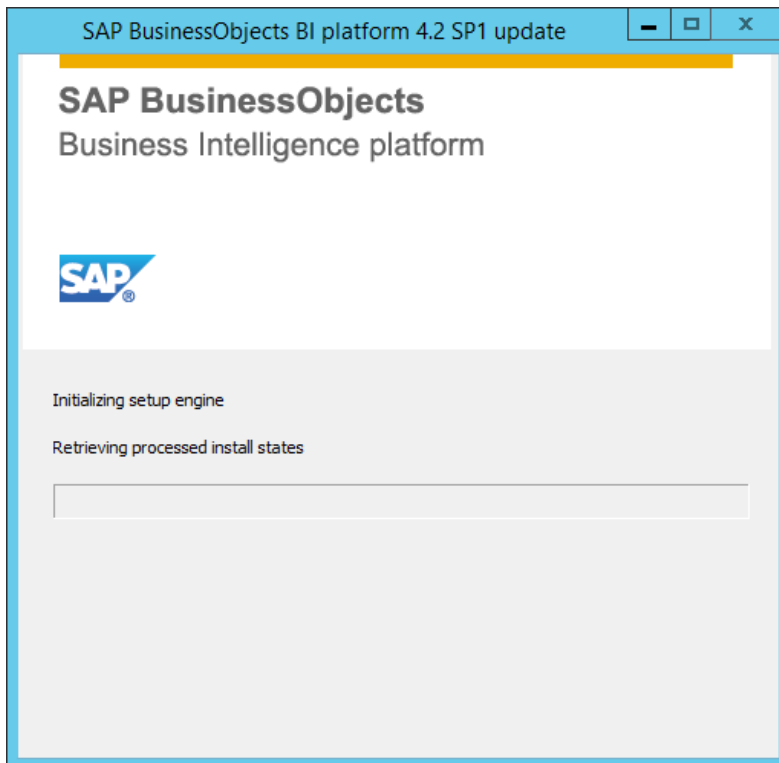 SAP BusinessObjects BI platform 4.2 SP1 update
SAP BusinessObjects
Business Intelligence platform
SAP®
Initializing setup engine
Retrieving processed install states